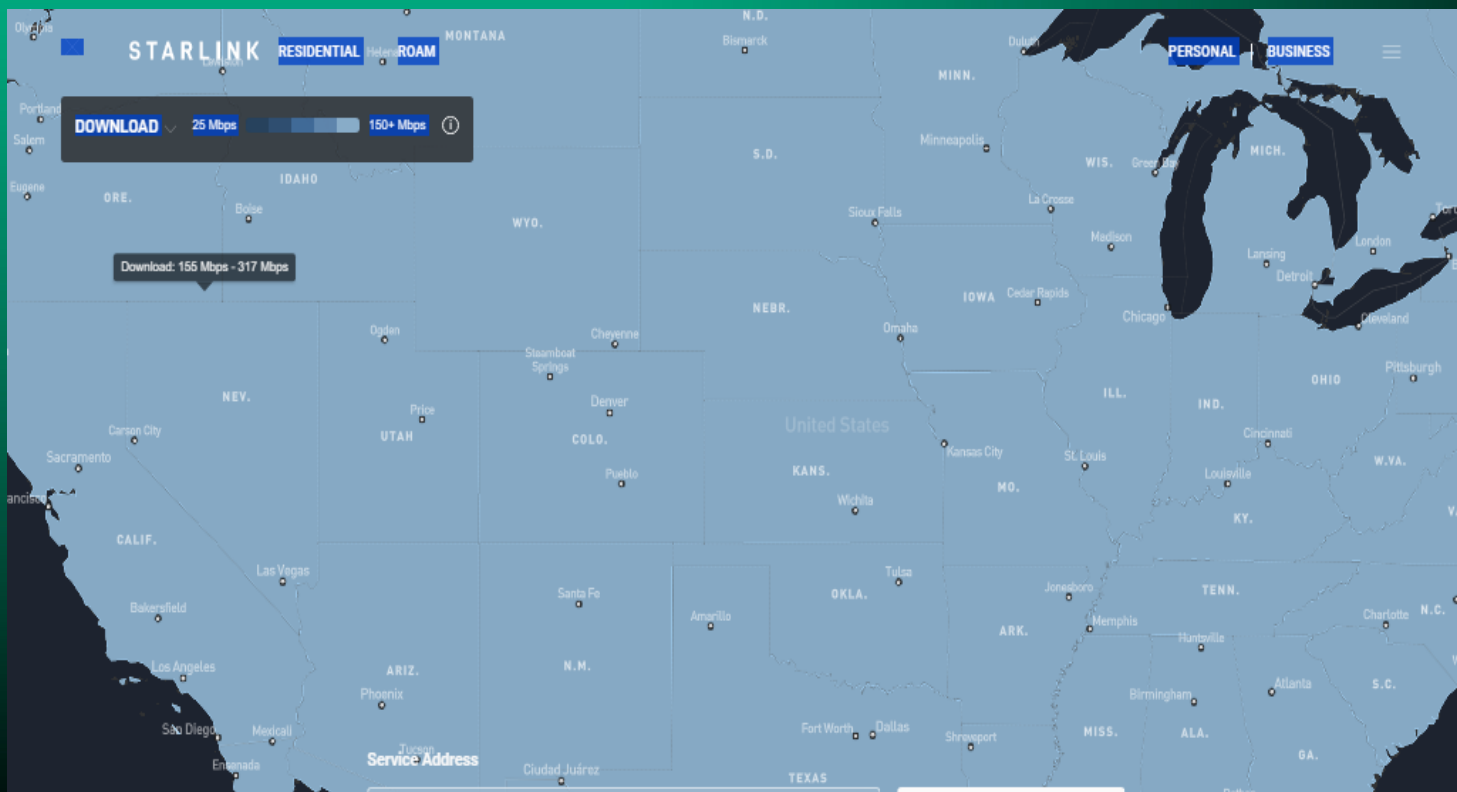 STARLINK
RESIDENTIAL
ROAM
PERSONAL | BUSINESS
DOWNLOAD
25 Mbps
150+ Mbps
Download: 155 Mbps - 317 Mbps
N.D.
MONTANA
Bismarck
Duluth
Helena
MINN.
Portland
Salem
Eugene
ORE.
IDAHO
Boise
Minneapolis
S.D.
WIS.
Green Bay
MICH.
WYO.
Sioux Falls
La Crosse
Madison
Lansing
London
Detroit
IOWA
Cedar Rapids
NEBR.
Chicago
Cleveland
Ogden
Cheyenne
Omaha
Steamboat
Springs
Pittsburgh
OHIO
NEV.
Price
Denver
ILL.
IND.
United States
Carson City
UTAH
COLO.
Cincinnati
Sacramento
Kansas City
St. Louis
W.VA.
Pueblo
KANS.
Louisville
MO.
ancisco
Wichita
KY.
CALIF.
Las Vegas
Tulsa
Santa Fe
OKLA.
Jonesboro
TENN.
Bakersfield
Amarillo
Memphis
Charlotte
N.C.
ARK.
Huntsville
Los Angeles
ARIZ.
N.M.
Atlanta
S.C.
Phoenix
Birmingham
San Diego
Mexicali
Fort Worth
Dallas
Shreveport
MISS.
ALA.
Tucson
GA.
Service Address
Ensenada
Ciudad Juárez
TEXAS